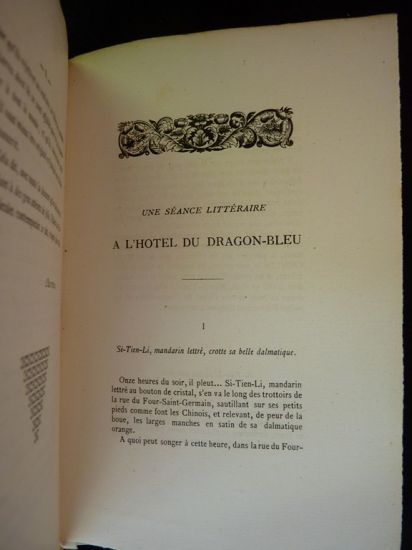 UNE SÉANCE LITTÉRAIRE
A L'HOTEL DU DRAGON-BLEU
I
Sè-Tien-Li, mandarin lettré, crotte sa belle dalmatique.
Onze heures du soir, il pleut... Sì-Tien-Li, mandarin
lettré au bouton de cristal, s'en va le long des trottoirs de
la rue du Four-Saint-Germain, sautillant sur ses petits
pieds comme font les Chinois, et relevant, de peur de la
boue, les larges manches en satin de sa dalmatique
orange.
A quoi peut songer à cette heure, dans la rue du Four-